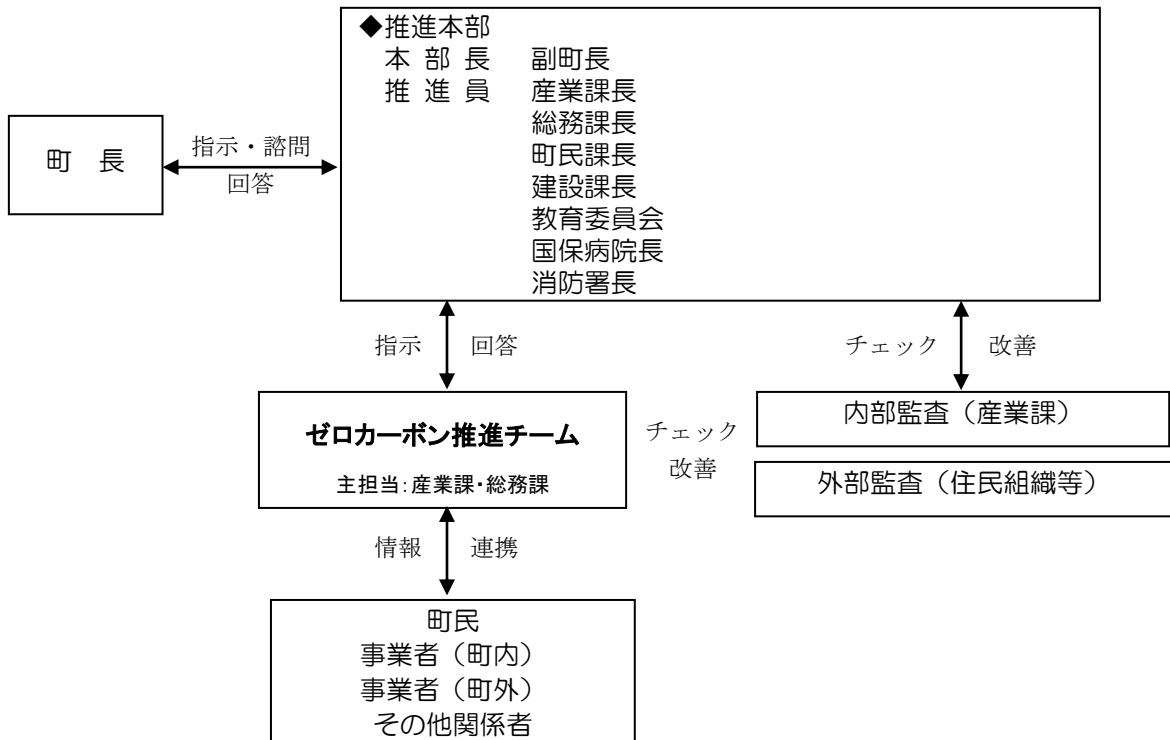 ◆推進本部
本 部 長 副町長
推 進 員 産業課長
総務課長
町民課長
建設課長
教育委員会
国保病院長
消防署長
町 長
指示・諮問
回答
指示 回答
チェック 改善
ゼロカーボン推進チーム
主担当:産業課・総務課
チェック
改善
内部監査（産業課）
外部監査（住民組織等）
情報 連携
町民
事業者（町内）
事業者（町外）
その他関係者